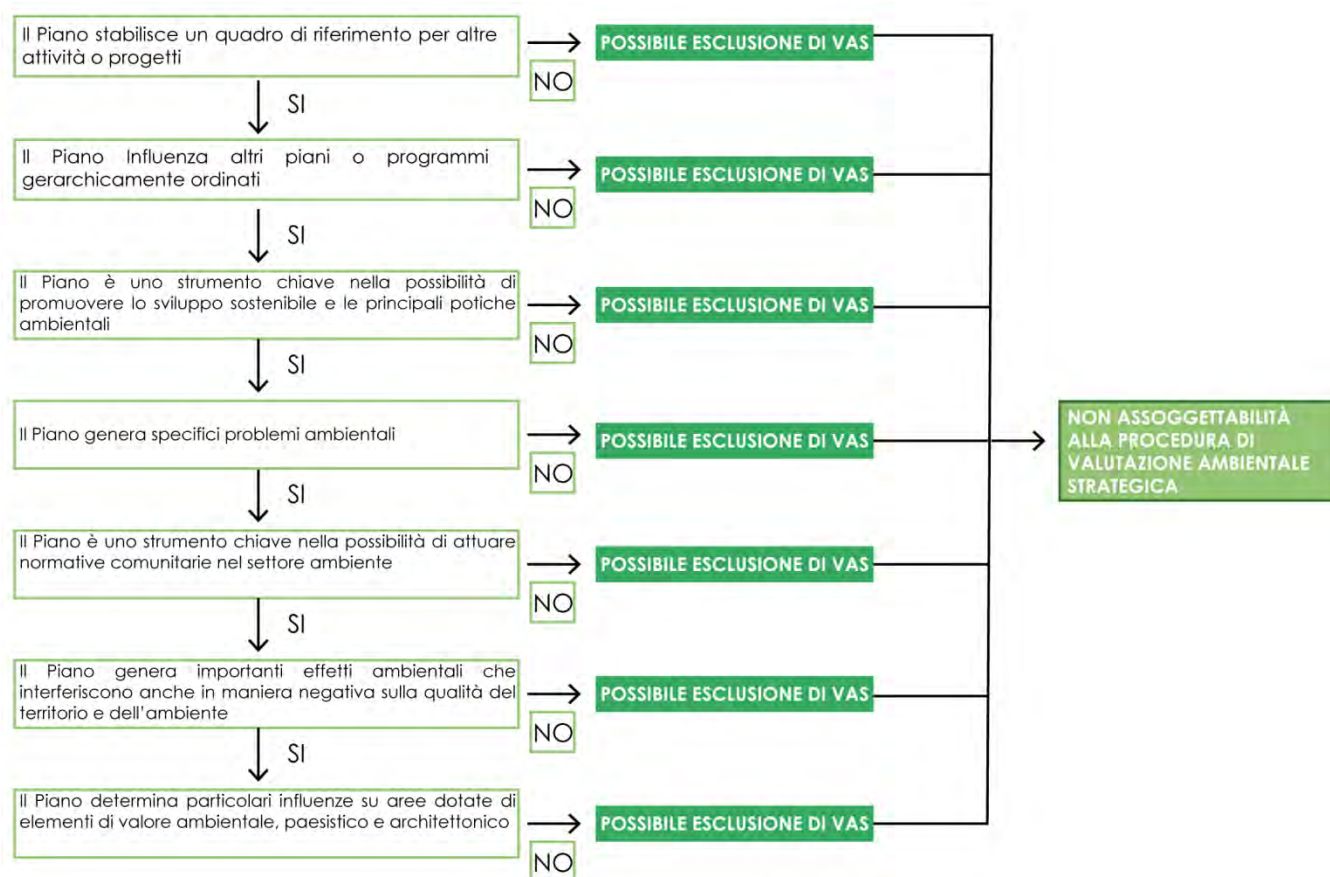 Il Piano stabilisce un quadro di riferimento per altre
attività o progetti
POSSIBILE ESCLUSIONE DI VAS
NO
SI
Il Piano Influenza altri piani o programmi
gerarchicamente ordinati
POSSIBILE ESCLUSIONE DI VAS
NO
SI
Il Piano è uno strumento chiave nella possibilità di
promuovere lo sviluppo sostenibile e le principali potiche
ambientali
POSSIBILE ESCLUSIONE DI VAS
NO
SI
Il Piano genera specifici problemi ambientali
POSSIBILE ESCLUSIONE DI VAS
NO
SI
NON ASSOGGETTABILITÀ
ALLA PROCEDURA DI
VALUTAZIONE AMBIENTALE
STRATEGICA
Il Piano è uno strumento chiave nella possibilità di attuare
normative comunitarie nel settore ambiente
POSSIBILE ESCLUSIONE DI VAS
NO
SI
Il Piano genera importanti effetti ambientali che
interferiscono anche in maniera negativa sulla qualità del
territorio e dell'ambiente
POSSIBILE ESCLUSIONE DI VAS
NO
SI
Il Piano determina particolari influenze su aree dotate di
elementi di valore ambientale, paesistico e architettonico
POSSIBILE ESCLUSIONE DI VAS
NO